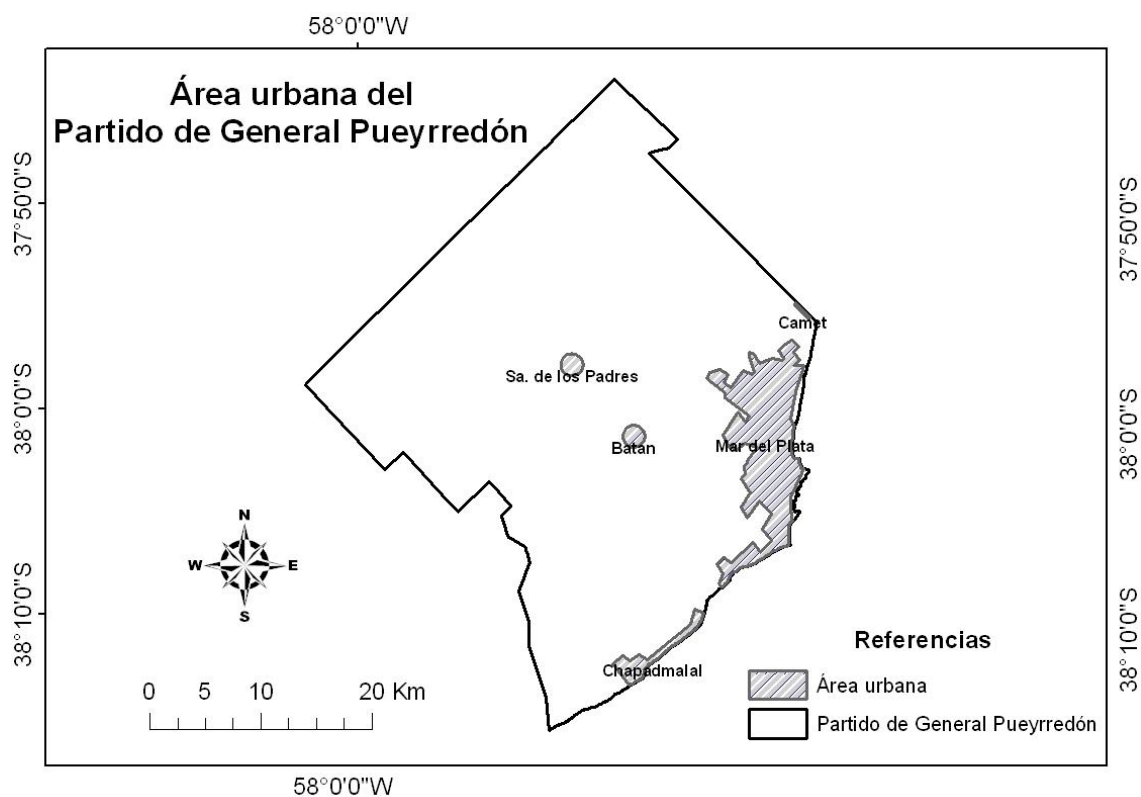 58°0'0"W
Área urbana del
Partido de General Pueyrredón
37°50'0"S
37°50'0"S
Camet
Sa. de los Padres
38°0'0"S
38°0'0"S
Batán
Mar del Plata
N
W
E
S
38°10'0"S
38°10'0"S
Referencias
Chapadmalal
Área urbana
0 5 10 20 Km
Partido de General Pueyrredón
58°0'0"W